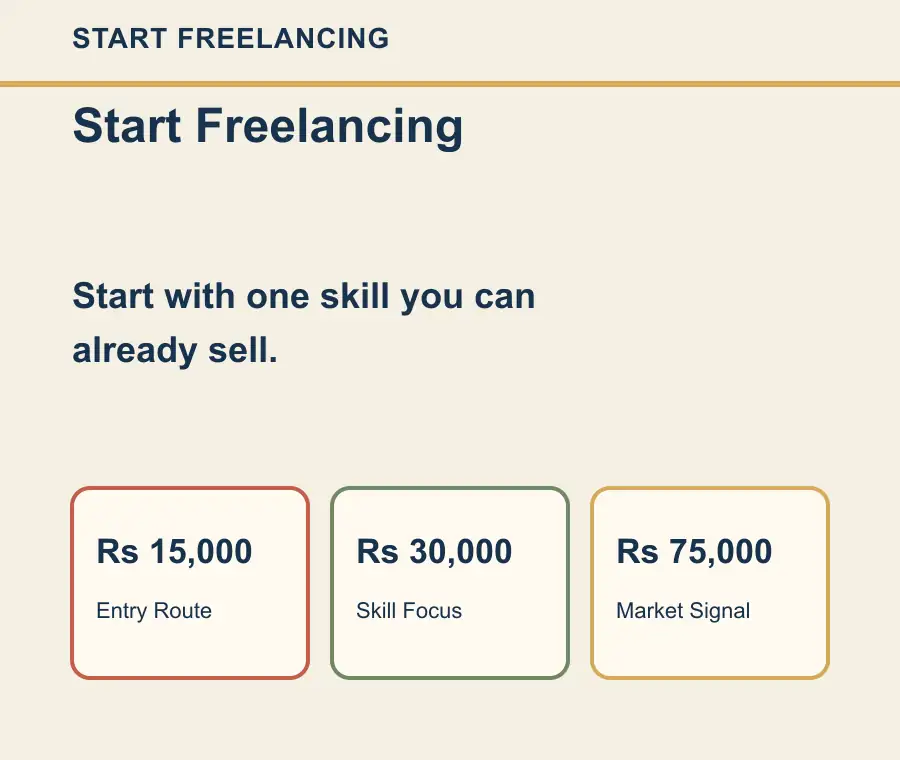 START FREELANCING
Start Freelancing
Start with one skill you can
already sell.
Rs 15,000
Entry Route
Rs 30,000
Skill Focus
Rs 75,000
Market Signal